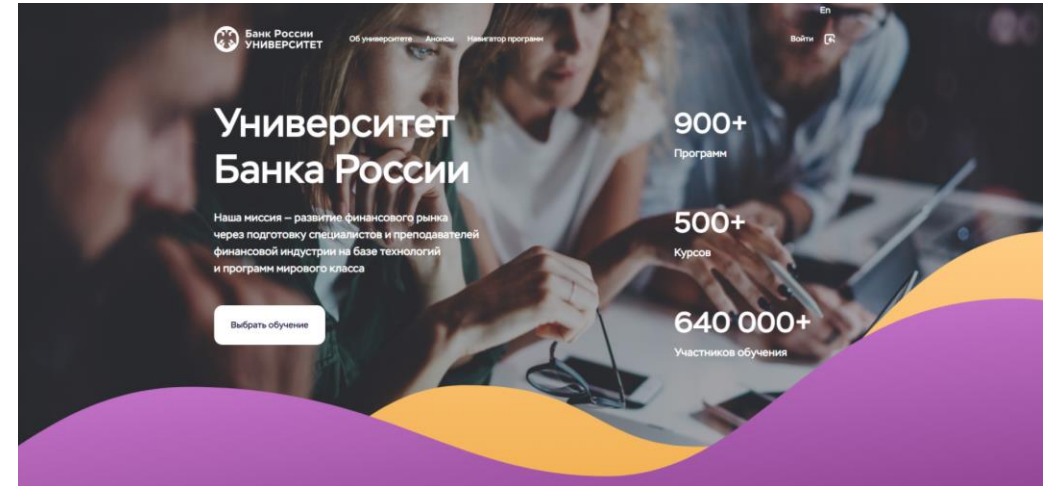 En
Банк России
УНИВЕРСИТЕТ
Об университете Анонсы Навигатор программ
Войти
Университет
Банка России
Наша миссия – развитие финансового рынка
через подготовку специалистов и преподавателей
финансовой индустрии на базе технологий
и программ мирового класса
Выбрать обучение
900+
Программ
500+
Курсов
640 000+
Участников обучения